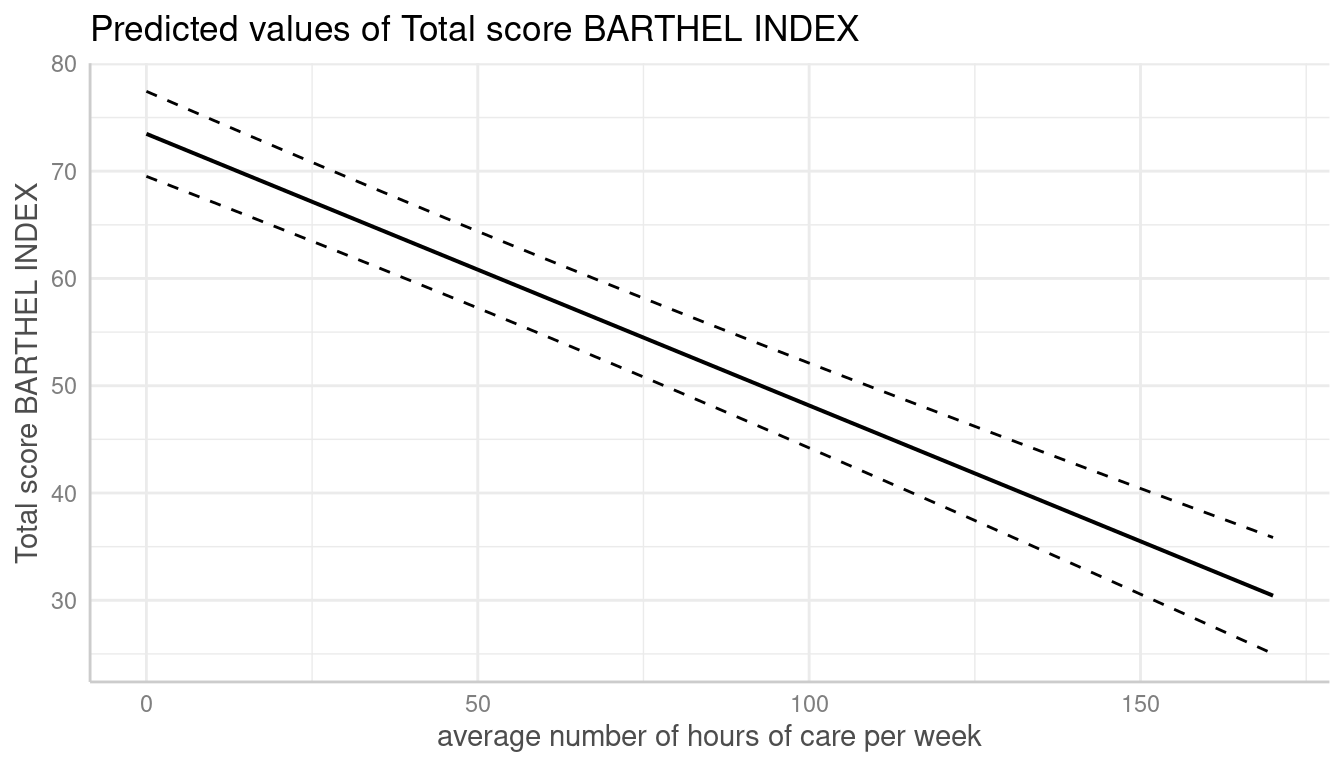 Predicted values of Total score BARTHEL INDEX
Total score BARTHEL INDEX
80
70
60
50
40
30
0 50 100 150
average number of hours of care per week